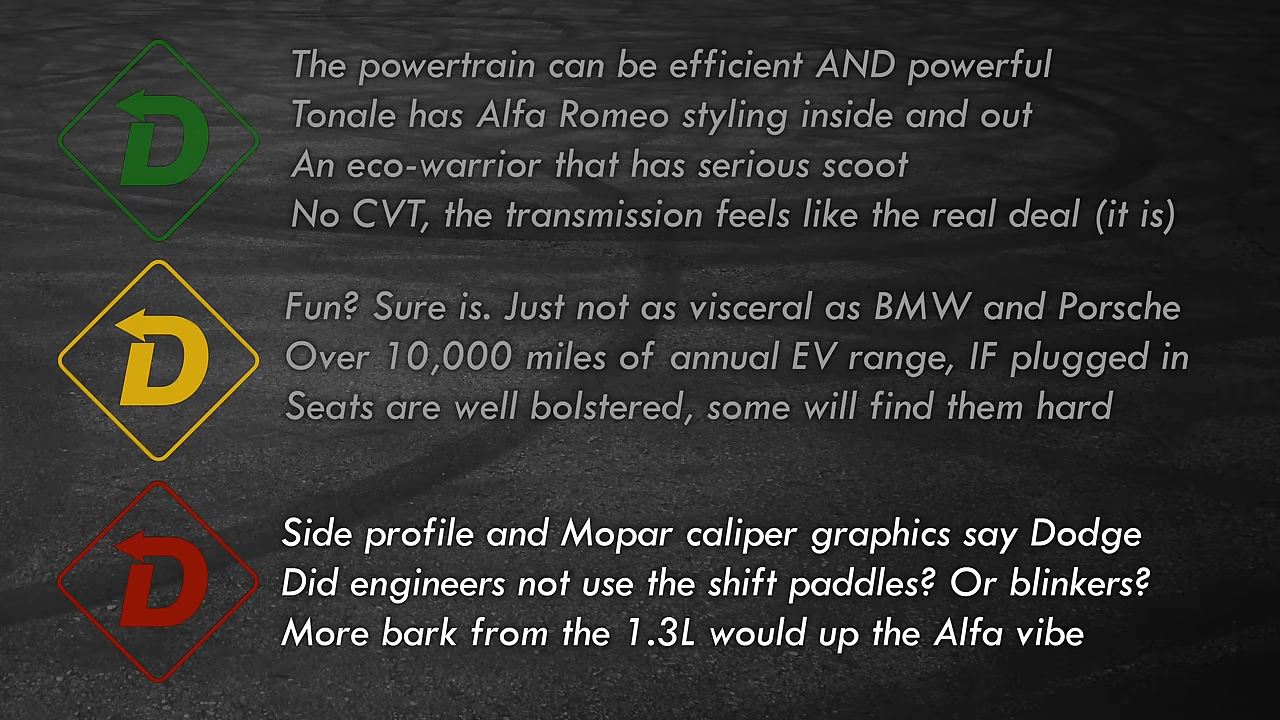 D
The powertrain can be efficient AND powerful
Tonale has Alfa Romeo styling inside and out
An eco-warrior that has serious scoot
No CVT, the transmission feels like the real deal (it is)
D
Fun? Sure is. Just not as visceral as BMW and Porsche
Over 10,000 miles of annual EV range, IF plugged in
Seats are well bolstered, some will find them hard
D
Side profile and Mopar caliper graphics say Dodge
Did engineers not use the shift paddles? Or blinkers?
More bark from the 1.3L would up the Alfa vibe